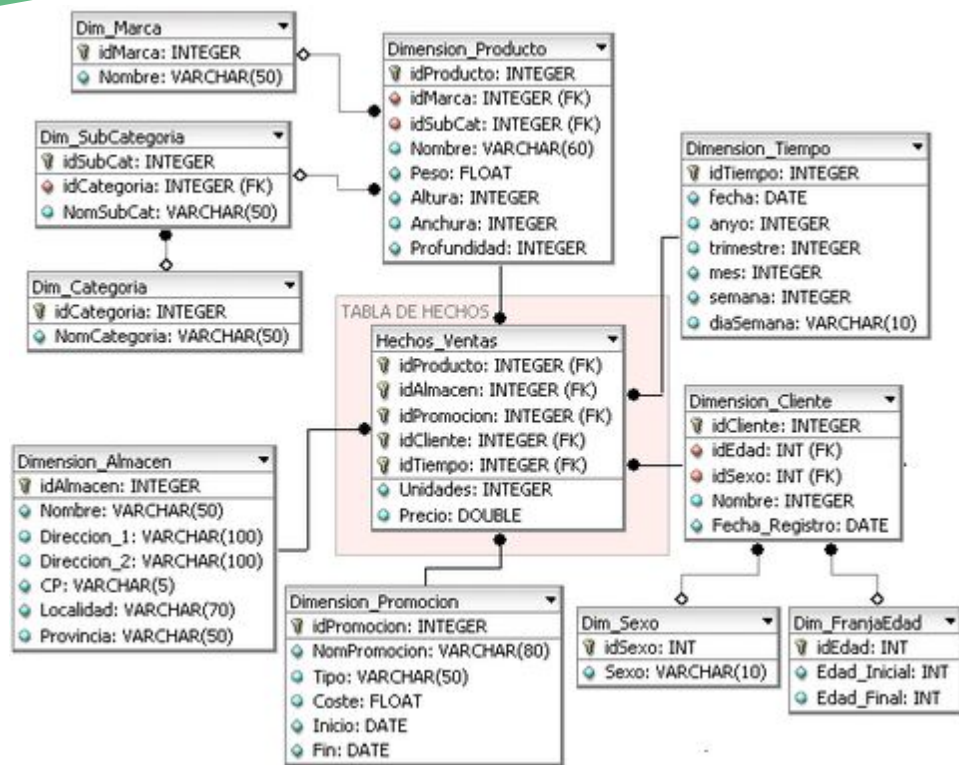 Dim_Marca
idMarca: INTEGER
Nombre: VARCHAR(50)
Dimension_Producto
idProducto: INTEGER
idMarca: INTEGER (FK)
idSubCat: INTEGER (FK)
Nombre: VARCHAR(60)
Peso: FLOAT
Altura: INTEGER
Anchura: INTEGER
Profundidad: INTEGER
Dim_SubCategoria
idSubCat: INTEGER
idCategoria: INTEGER (FK)
NomSubCat: VARCHAR(50)
Dimension_Tiempo
idTiempo: INTEGER
fecha: DATE
anyo: INTEGER
trimestre: INTEGER
mes: INTEGER
semana: INTEGER
diaSemana: VARCHAR(10)
Dim_Categoria
idCategoria: INTEGER
NomCategoria: VARCHAR(50)
TABLA DE HECHOS
Hechos_Ventas
idProducto: INTEGER (FK)
idAlmacen: INTEGER (FK)
idPromocion: INTEGER (FK)
idCliente: INTEGER (FK)
idTiempo: INTEGER (FK)
Unidades: INTEGER
Precio: DOUBLE
Dimension_Cliente
idCliente: INTEGER
idEdad: INT (FK)
idSexo: INT (FK)
Nombre: INTEGER
Fecha_Registro: DATE
Dimension_Almacen
idAlmacen: INTEGER
Nombre: VARCHAR(50)
Direccion_1: VARCHAR(100)
Direccion_2: VARCHAR(100)
CP: VARCHAR(5)
Localidad: VARCHAR(70)
Provincia: VARCHAR(50)
Dimension_Promocion
idPromocion: INTEGER
NomPromocion: VARCHAR(80)
Tipo: VARCHAR(50)
Coste: FLOAT
Inicio: DATE
Fin: DATE
Dim_Sexo
idSexo: INT
Sexo: VARCHAR(10)
Dim_FranjaEdad
idEdad: INT
Edad_Inicial: INT
Edad_Final: INT